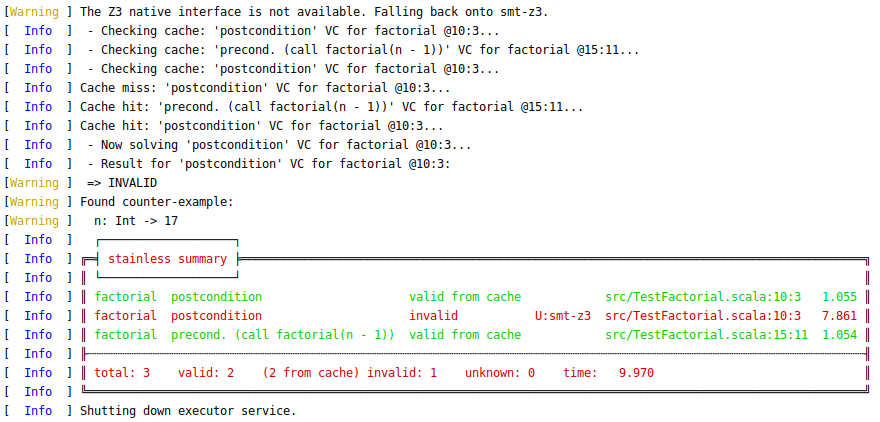 [Warning ] The Z3 native interface is not available. Falling back onto smt-z3.
[  Info  ]  - Checking cache: 'postcondition' VC for factorial @10:3...
[  Info  ]  - Checking cache: 'precond. (call factorial(n - 1))' VC for factorial @15:11...
[  Info  ]  - Checking cache: 'postcondition' VC for factorial @10:3...
[  Info  ] Cache miss: 'postcondition' VC for factorial @10:3...
[  Info  ] Cache hit: 'precond. (call factorial(n - 1))' VC for factorial @15:11...
[  Info  ] Cache hit: 'postcondition' VC for factorial @10:3...
[  Info  ]  - Now solving 'postcondition' VC for factorial @10:3...
[  Info  ]  - Result for 'postcondition' VC for factorial @10:3:
[Warning ]  => INVALID
[Warning ] Found counter-example:
[Warning ]   n: Int -> 17
[  Info  ]
[  Info  ] stainless summary
[  Info  ]
[  Info  ] factorial  postcondition                     valid from cache            src/TestFactorial.scala:10:3   1.055
[  Info  ] factorial  postcondition                     invalid           U:smt-z3  src/TestFactorial.scala:10:3   7.861
[  Info  ] factorial  precond. (call factorial(n - 1))  valid from cache            src/TestFactorial.scala:15:11  1.054
[  Info  ]
[  Info  ] total: 3    valid: 2    (2 from cache) invalid: 1    unknown: 0    time:   9.970
[  Info  ]
[  Info  ] Shutting down executor service.